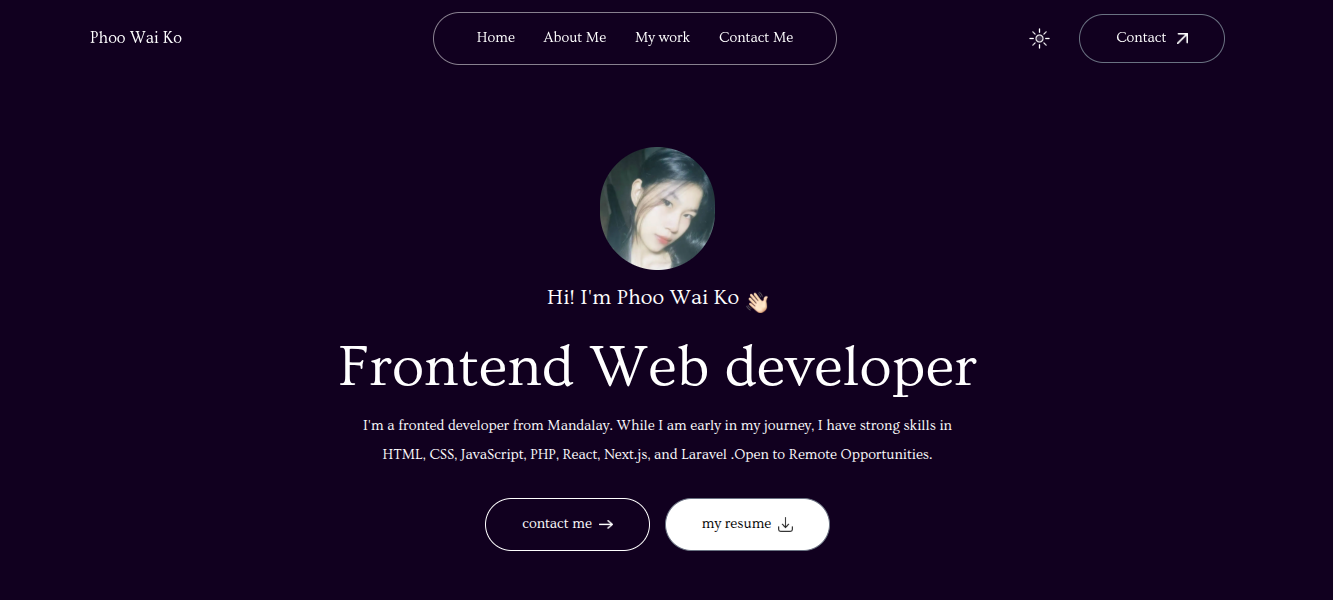 Phoo Wai Ko
Home About Me My work Contact Me
Contact
Hi! I'm Phoo Wai Ko 👋🏻
Frontend Web developer
I'm a fronted developer from Mandalay. While I am early in my journey, I have strong skills in
HTML, CSS, JavaScript, PHP, React, Next.js, and Laravel .Open to Remote Opportunities.
contact me
my resume